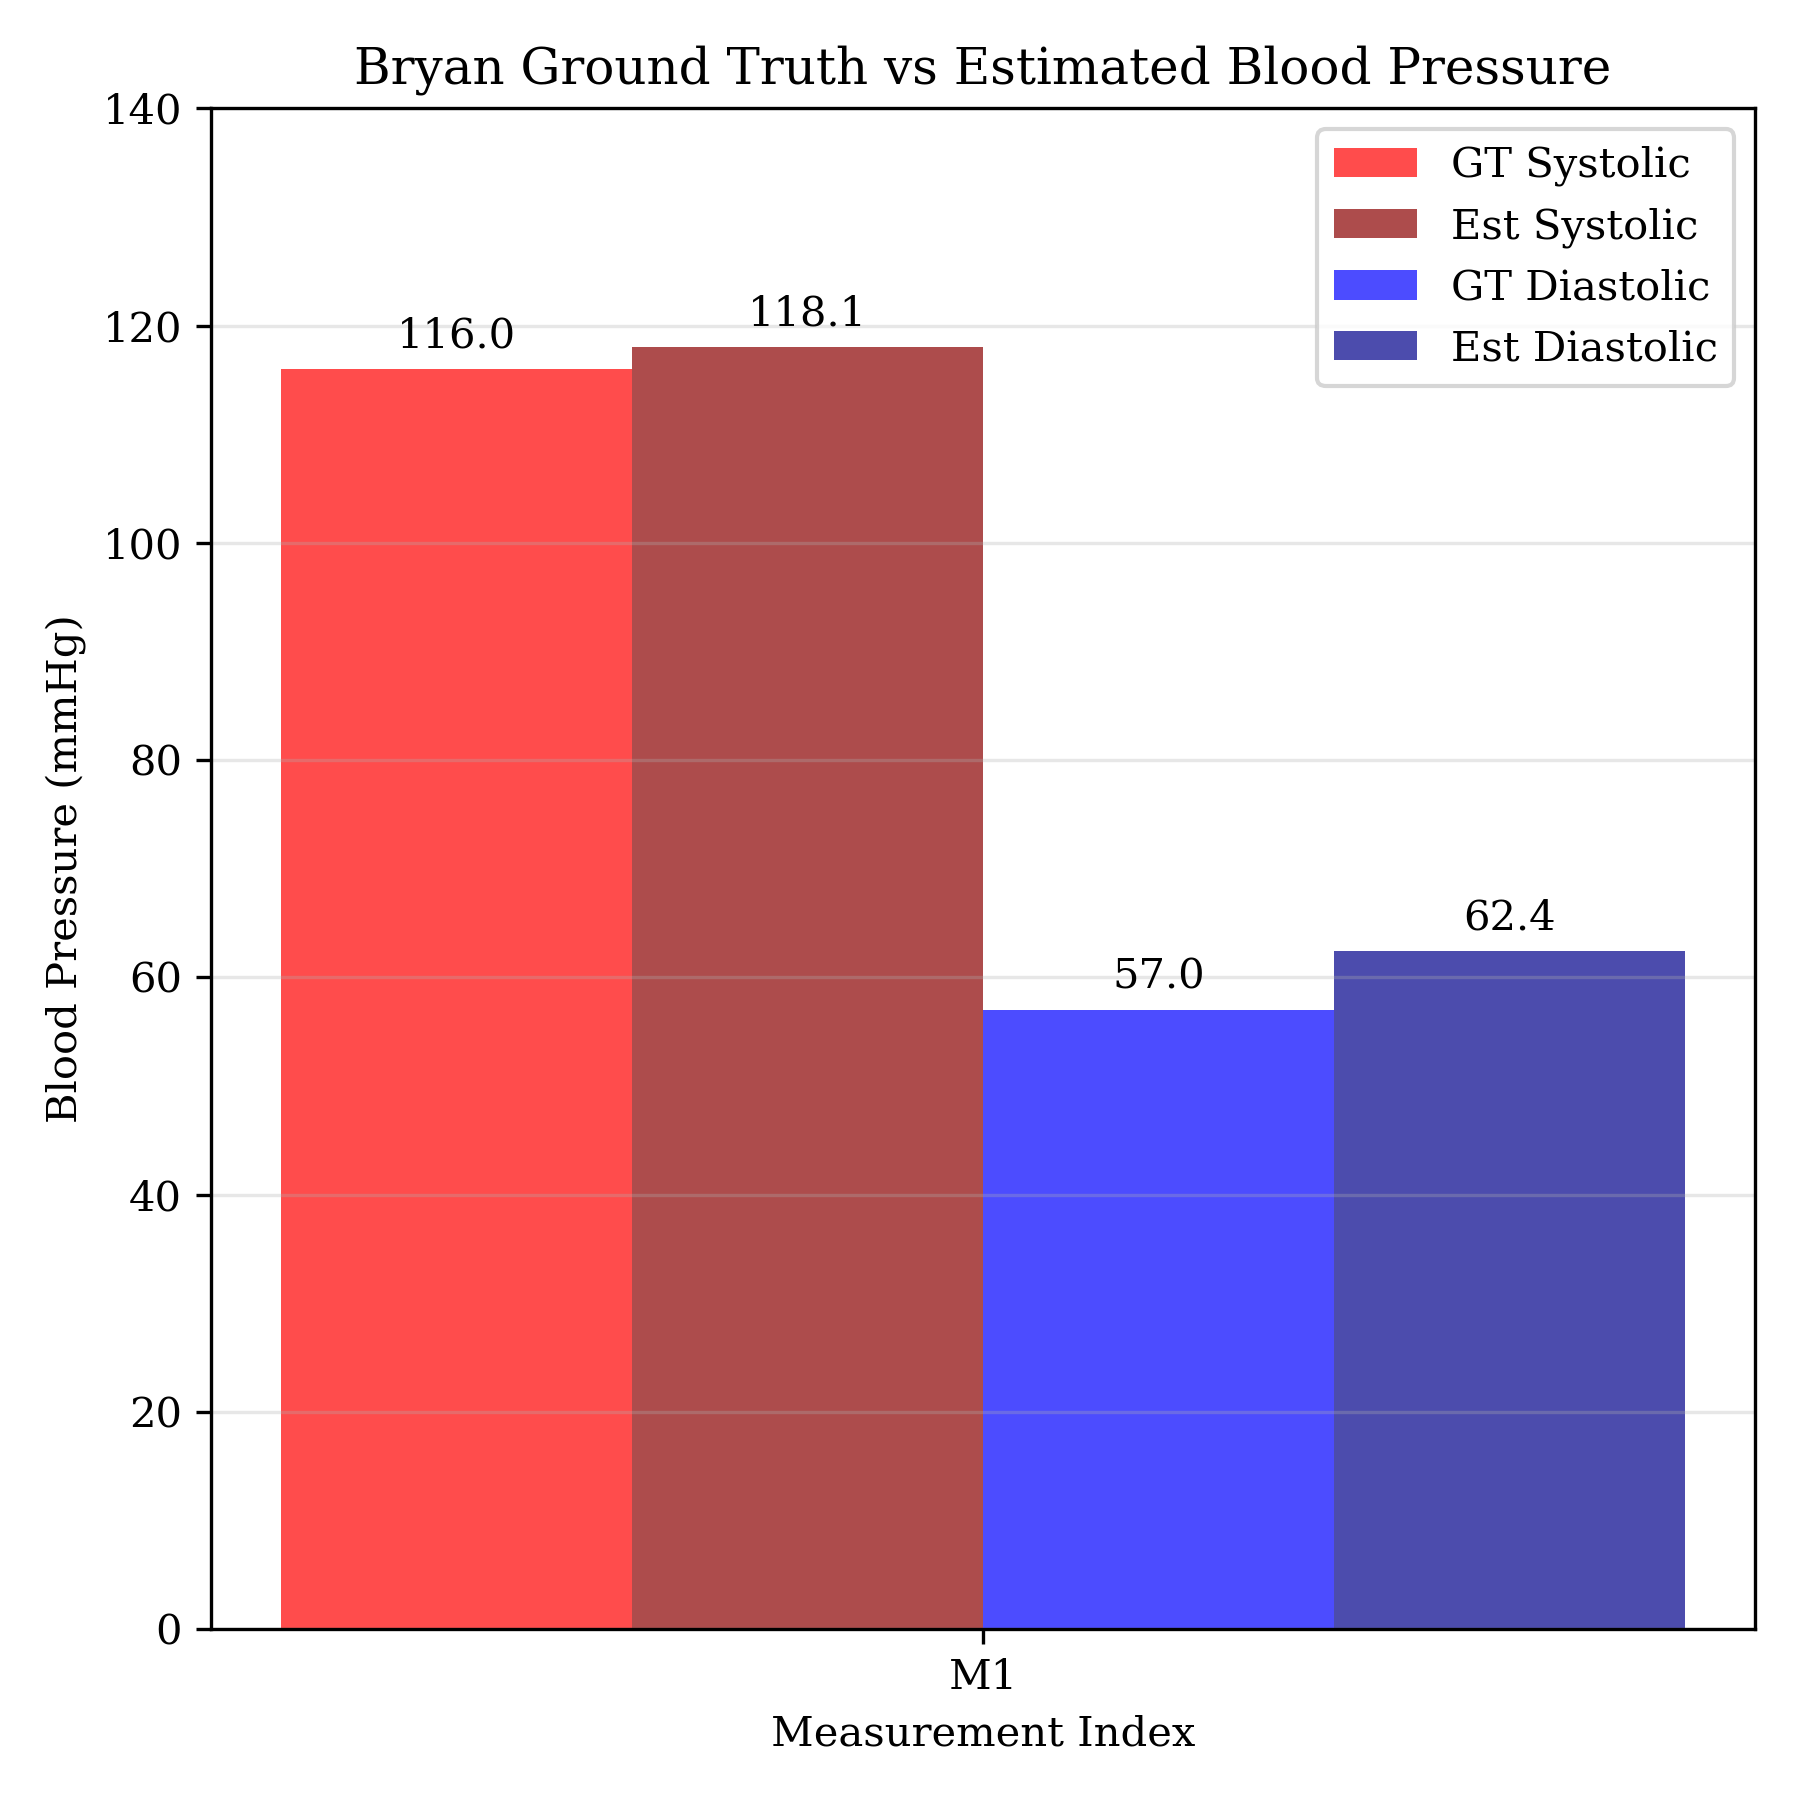 Bryan Ground Truth vs Estimated Blood Pressure
140
120
100
80
60
40
20
0
Blood Pressure (mmHg)
GT Systolic
Est Systolic
GT Diastolic
Est Diastolic
116.0
118.1
57.0
62.4
M1
Measurement Index